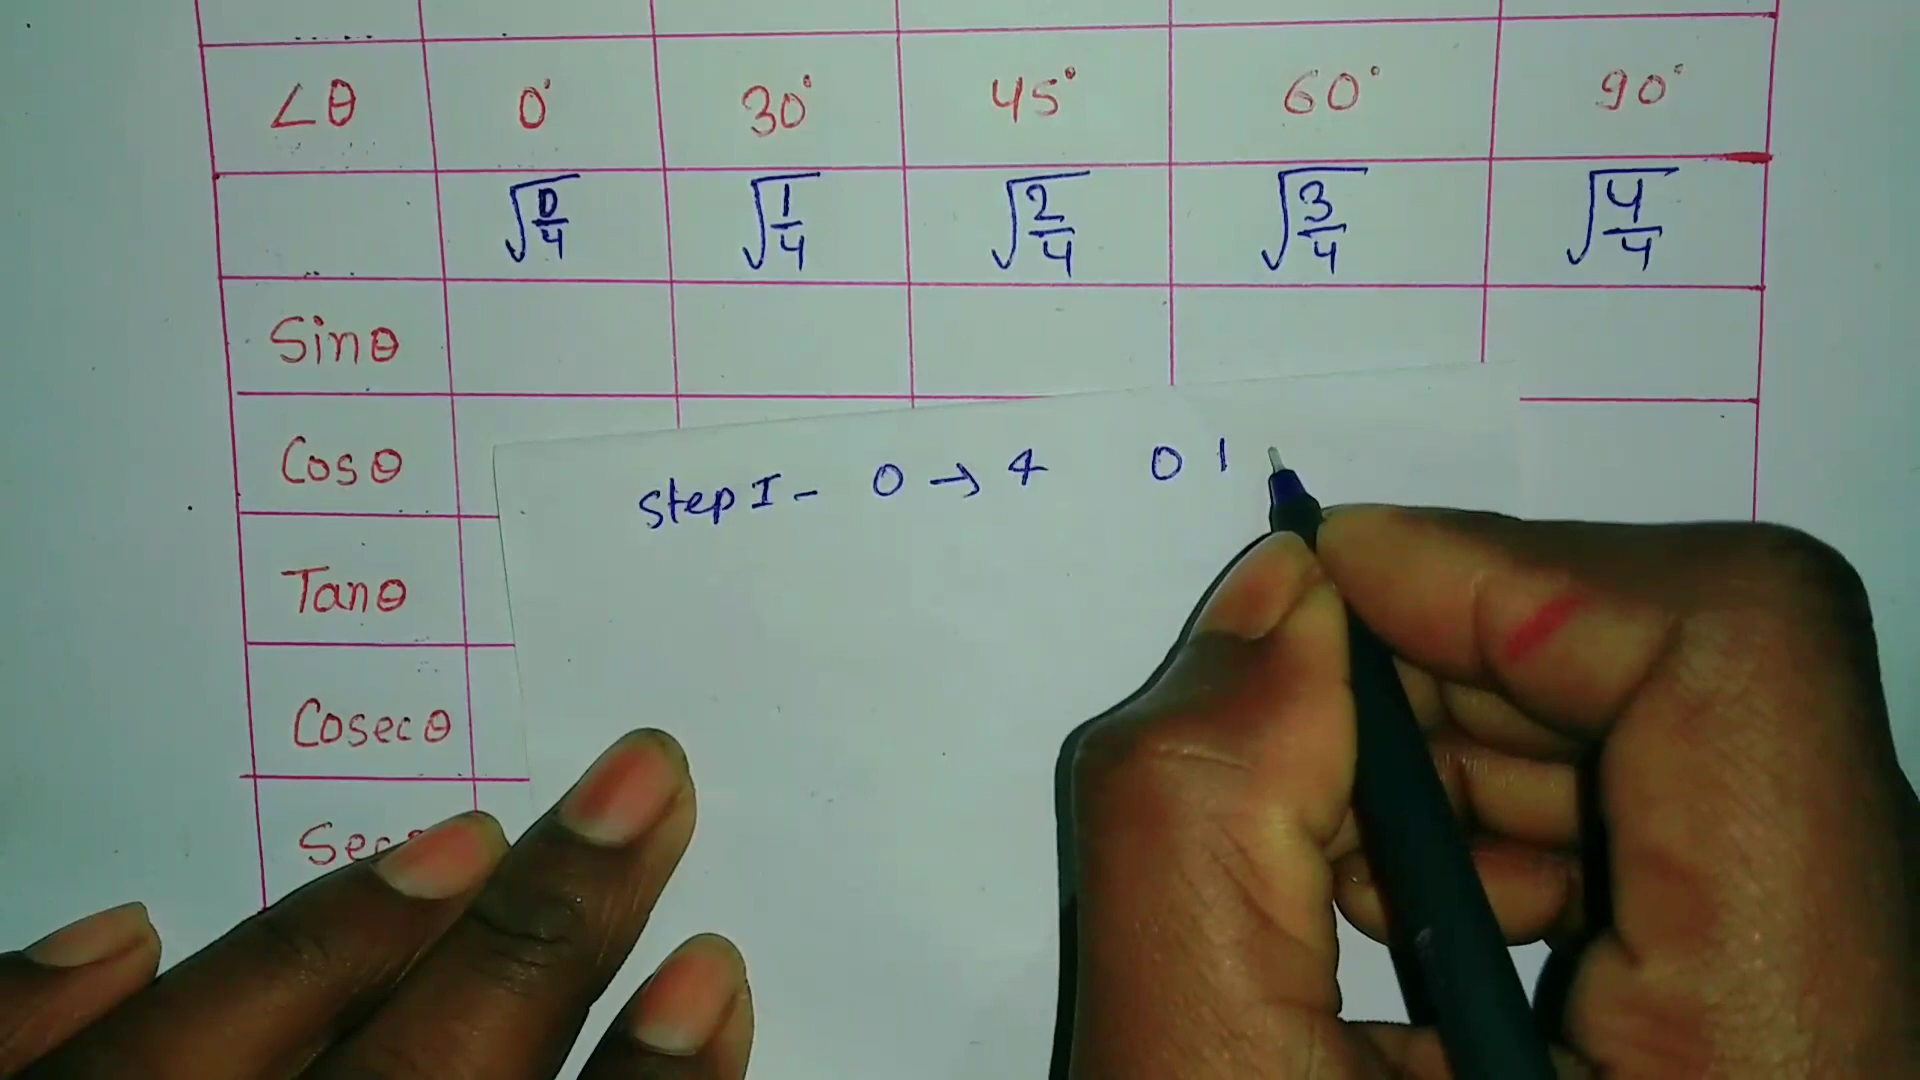 ∠θ 0° 30° 45° 60° 90°
√0/4 √1/4 √2/4 √3/4 √4/4
Sinθ
Cosθ
Tanθ
Cosecθ
Sec
step I - 0 → 4 0 1